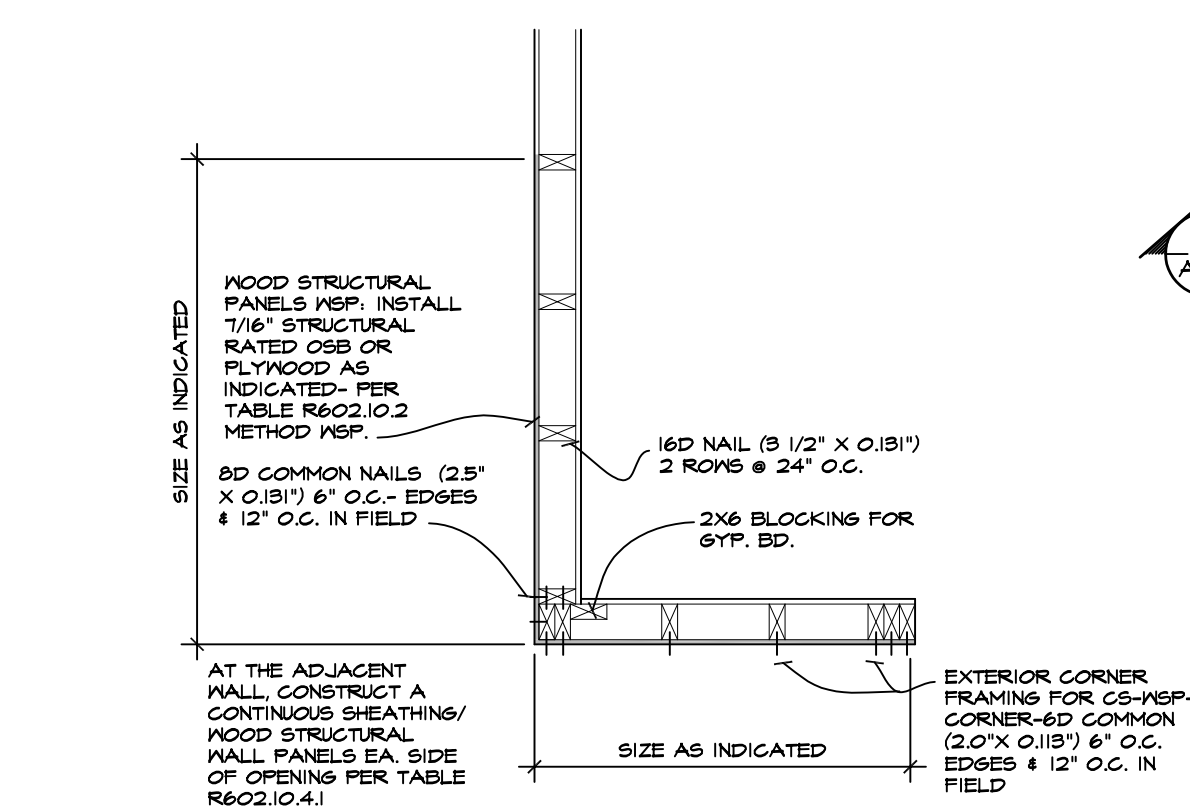 WOOD STRUCTURAL
PANELS WSP: INSTALL
7/16" STRUCTURAL
RATED OSB OR
PLYWOOD AS
INDICATED- PER
TABLE R602.10.2
METHOD WSP.
SIZE AS INDICATED
8D COMMON NAILS (2.5"
X 0.131") 6" O.C.- EDGES
& 12" O.C. IN FIELD
16D NAIL (3 1/2" X 0.131")
2 ROWS @ 24" O.C.
2X6 BLOCKING FOR
GYP. BD.
AT THE ADJACENT
WALL, CONSTRUCT A
CONTINUOUS SHEATHING/
WOOD STRUCTURAL
WALL PANELS EA. SIDE
OF OPENING PER TABLE
R602.10.4.1
SIZE AS INDICATED
EXTERIOR CORNER
FRAMING FOR CS-WSP-
CORNER-6D COMMON
(2.0"X 0.113") 6" O.C.
EDGES & 12" O.C. IN
FIELD